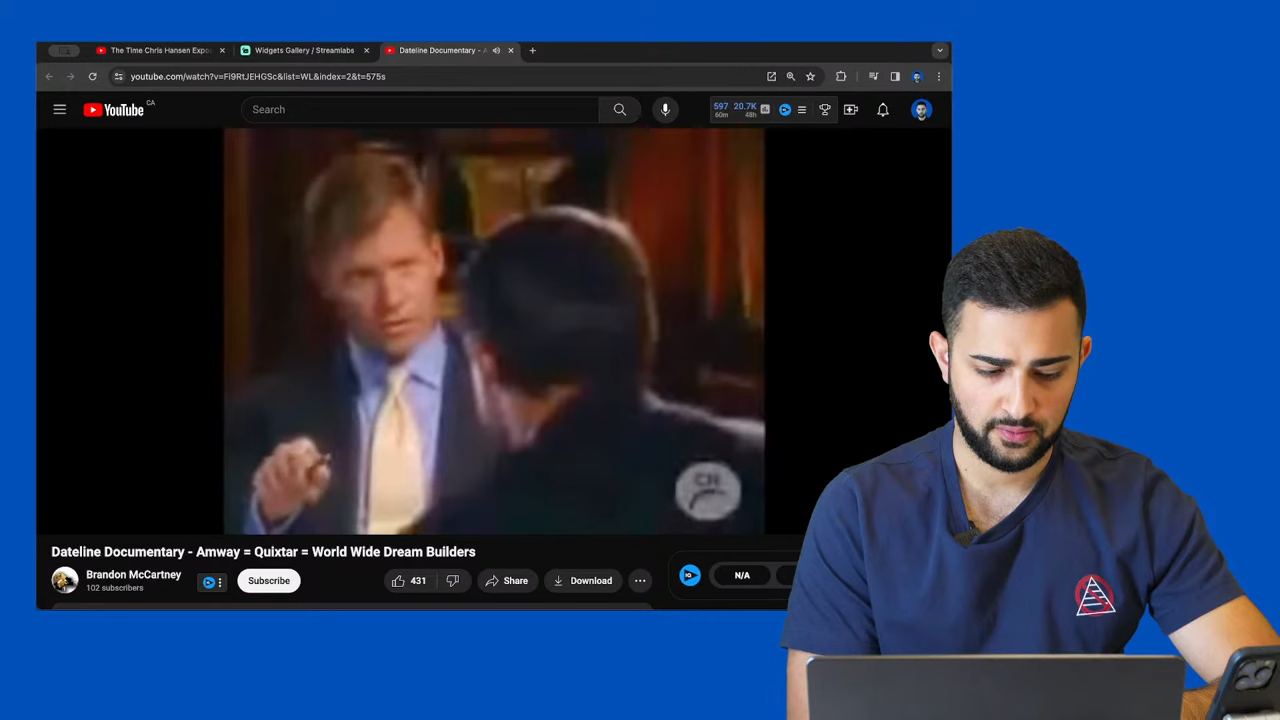 The Time Chris Hansen Expo
Widgets Gallery / Streamlabs
Dateline Documentary - A
youtube.com/watch?v=Fi9RtJEHGSc&list=WL&index=2&t=575s
YouTube CA
Search
597 20.7K
60m 48h
CH
Dateline Documentary - Amway = Quixtar = World Wide Dream Builders
Brandon McCartney
102 subscribers
Subscribe
431
Share
Download
IQ
N/A